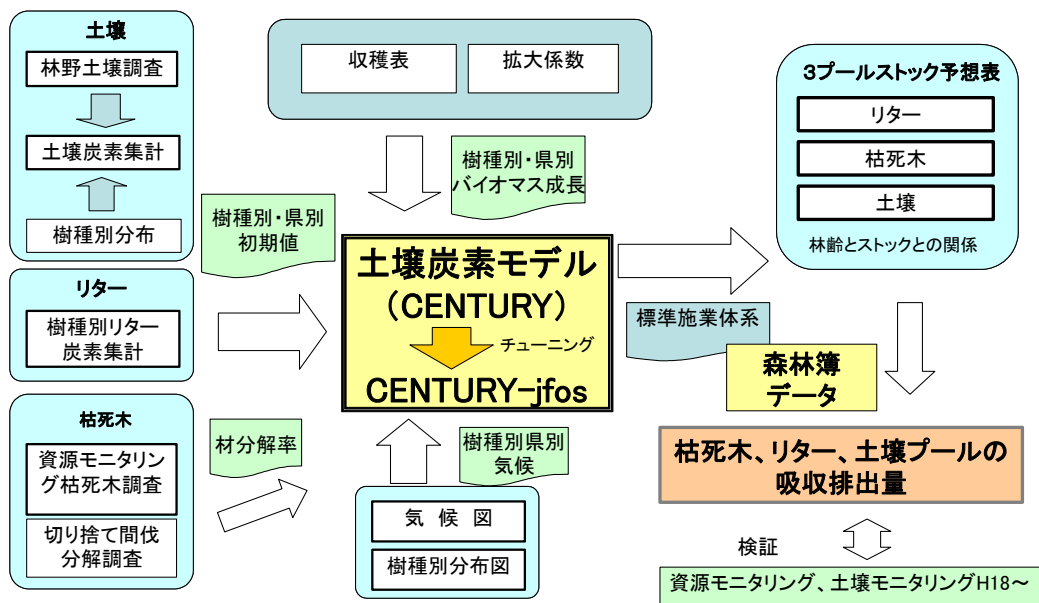 土壌
林野土壌調査
土壌炭素集計
樹種別分布
リター
樹種別リター
炭素集計
枯死木
資源モニタリン
グ枯死木調査
切り捨て間伐
分解調査
収穫表
拡大係数
樹種別・県別
バイオマス成長
樹種別・県別
初期値
材分解率
土壌炭素モデル
(CENTURY)
チューニング
CENTURY-jfos
樹種別県別
気候
気 候 図
樹種別分布図
3プールストック予想表
リター
枯死木
土壌
林齢とストックとの関係
標準施業体系
森林簿
データ
枯死木、リター、土壌プールの
吸収排出量
検証
資源モニタリング、土壌モニタリングH18～